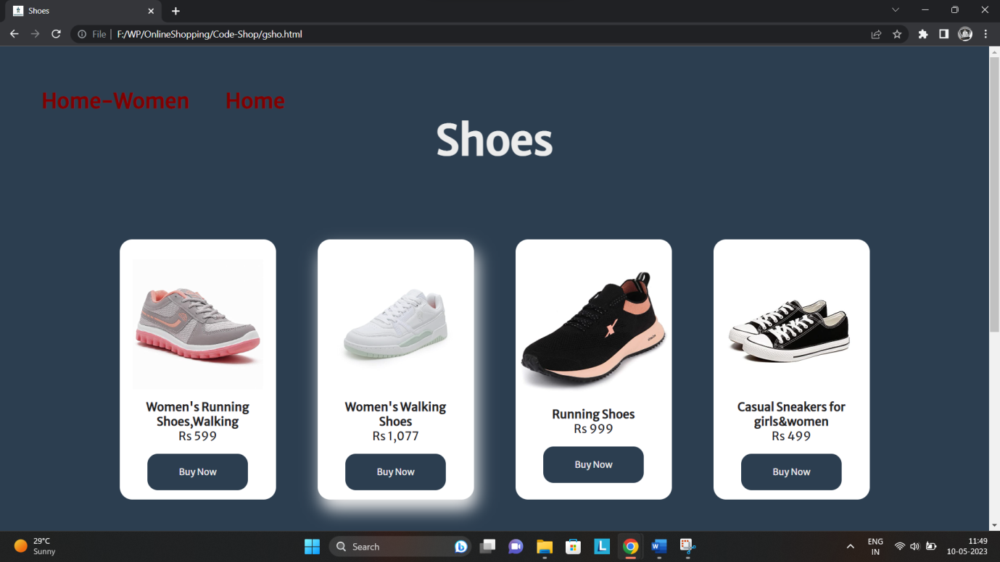 Shoes
File | F:/WP/OnlineShopping/Code-Shop/gsho.html
Home-Women Home
Shoes
Women's Running
Shoes,Walking
Rs 599
Buy Now
Women's Walking
Shoes
Rs 1,077
Buy Now
Running Shoes
Rs 999
Buy Now
Casual Sneakers for
girls&women
Rs 499
Buy Now
29°C
Sunny
Search
ENG
IN
11:49
10-05-2023